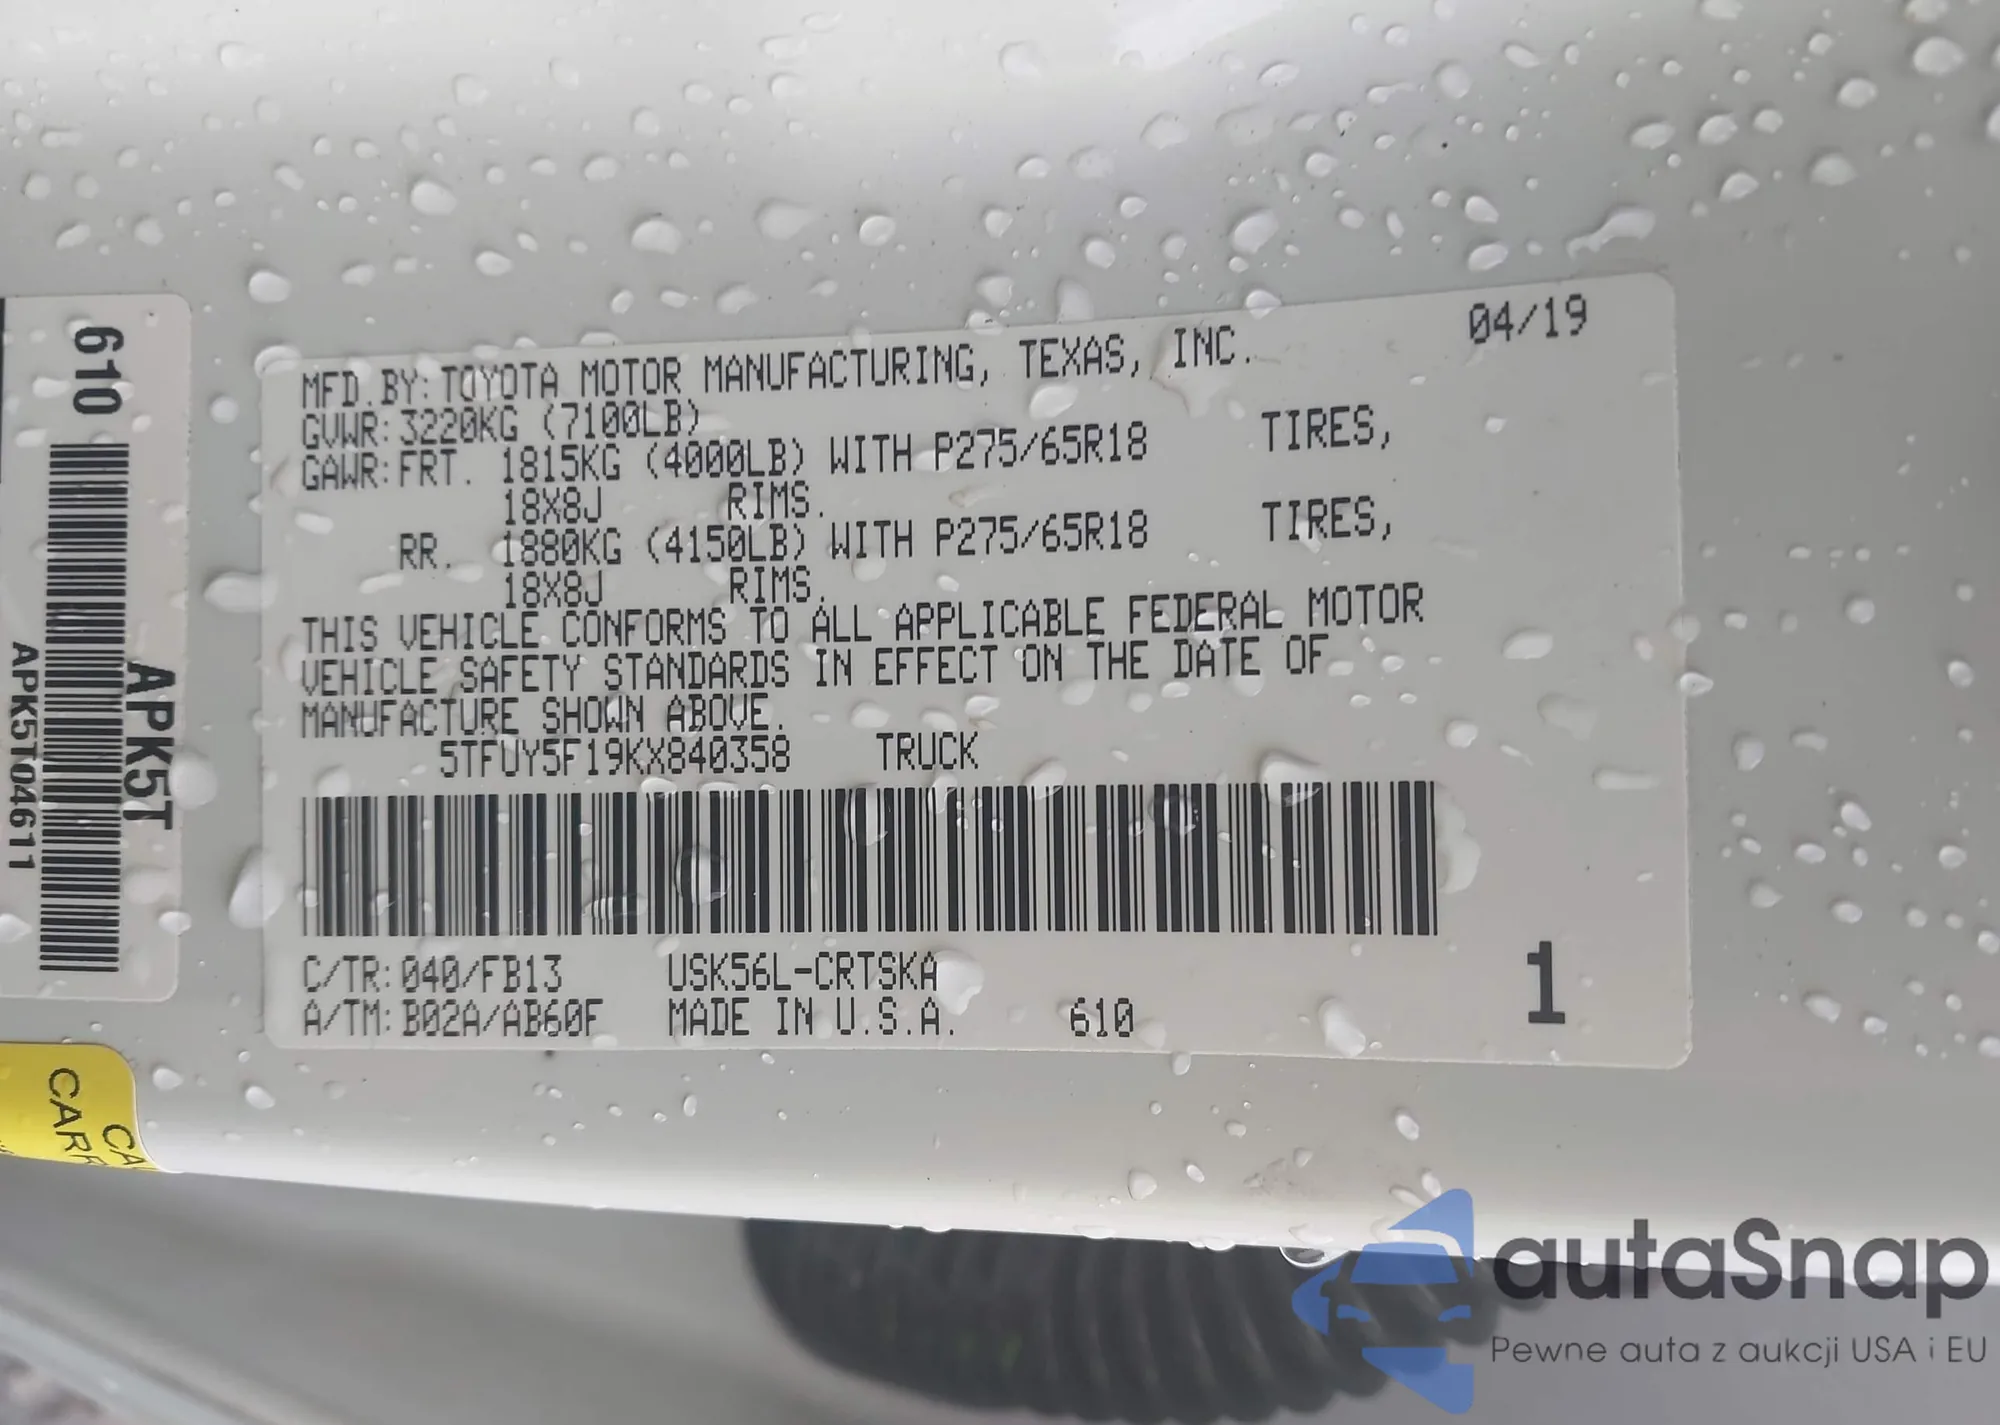 610
APK5T
APK5T04611
CARR
04/19
MFD.BY:TOYOTA MOTOR MANUFACTURING, TEXAS, INC.
GVWR:3220KG (7100LB)
GAWR:FRT. 1815KG (4000LB) WITH P275/65R18 TIRES,
18X8J RIMS.
RR. 1880KG (4150LB) WITH P275/65R18 TIRES,
18X8J RIMS.
THIS VEHICLE CONFORMS TO ALL APPLICABLE FEDERAL MOTOR
VEHICLE SAFETY STANDARDS IN EFFECT ON THE DATE OF
MANUFACTURE SHOWN ABOVE.
5TFUY5F19KX840358 TRUCK
C/TR:040/FB13 USK56L-CRTSKA
A/TM:B02A/AB60F MADE IN U.S.A. 610
1
autaSnap
Pewne auta z aukcji USA i EU